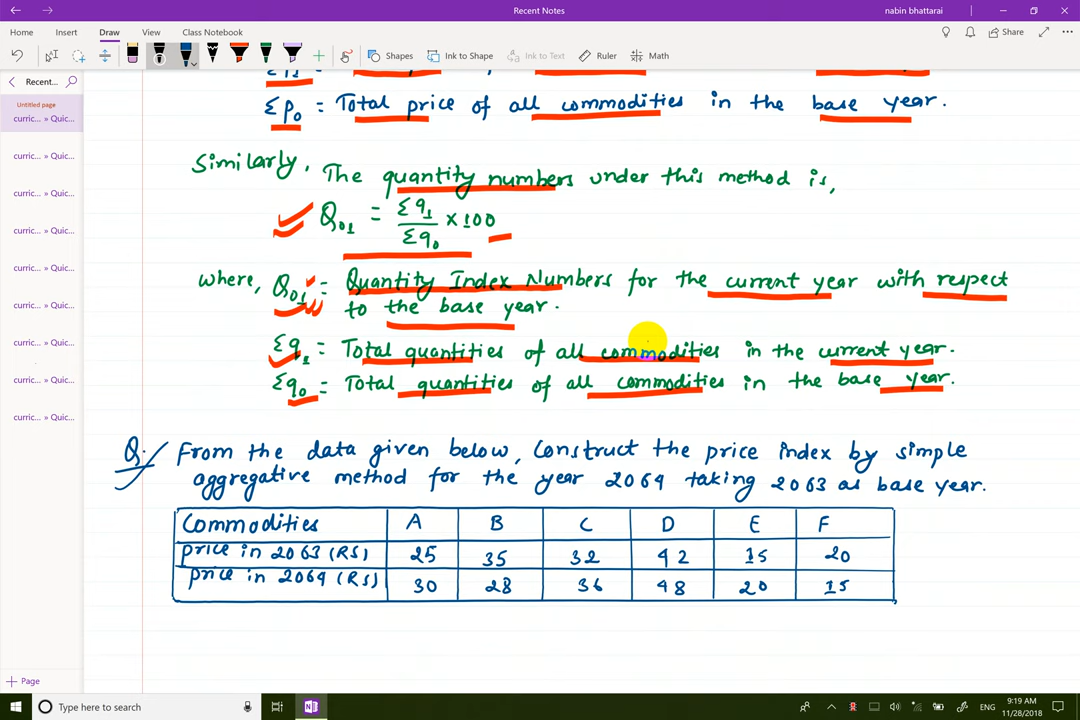 Recent Notes
nabin bhattarai
Home Insert Draw View Class Notebook
Share
Shapes Ink to Shape Ink to Text Ruler Math
Recent...
Untitled page
curric... » Quic...
curric... » Quic...
curric... » Quic...
curric... » Quic...
curric... » Quic...
curric... » Quic...
curric... » Quic...
curric... » Quic...
curric... » Quic...
Σp₀ = Total price of all commodities in the base year.
Similarly, The quantity numbers under this method is,
Q₀₁ = Σq₁/Σq₀ × 100
where, Q₀₁ = Quantity Index Numbers for the current year with respect
to the base year.
Σq₁ = Total quantities of all commodities in the current year.
Σq₀ = Total quantities of all commodities in the base year.
Q. From the data given below, Construct the price index by simple
aggregative method for the year 2064 taking 2063 as base year.
Commodities A B C D E F
price in 2063 (RS) 25 35 32 42 15 20
price in 2064 (RS) 30 28 36 48 20 15
Page
Type here to search
ENG
9:19 AM
11/28/2018